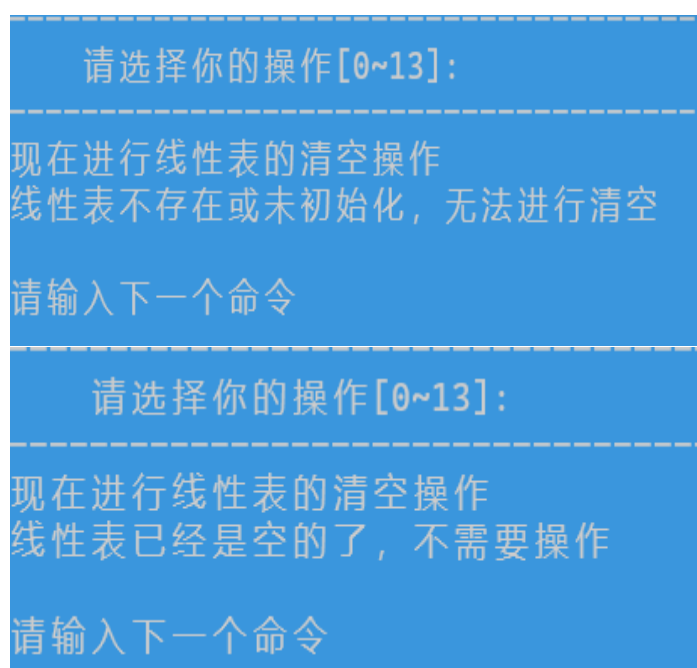 请选择你的操作[0~13]:
现在进行线性表的清空操作
线性表不存在或未初始化，无法进行清空
请输入下一个命令
请选择你的操作[0~13]:
现在进行线性表的清空操作
线性表已经是空的了，不需要操作
请输入下一个命令